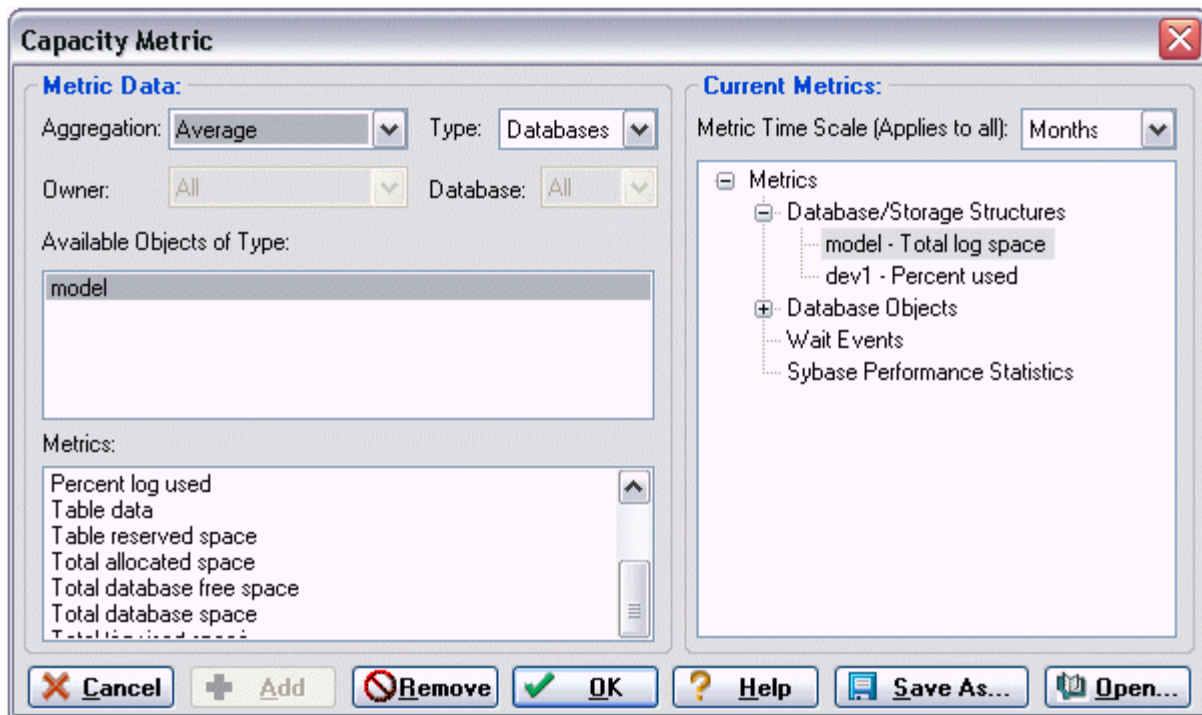 Capacity Metric
Metric Data:
Aggregation: Average Type: Databases
Owner: All Database: All
Available Objects of Type:
model
Metrics:
Percent log used
Table data
Table reserved space
Total allocated space
Total database free space
Total database space
Current Metrics:
Metric Time Scale (Applies to all): Months
Metrics
Database/Storage Structures
model - Total log space
dev1 - Percent used
Database Objects
Wait Events
Sybase Performance Statistics
Cancel Add Remove OK Help Save As... Open...